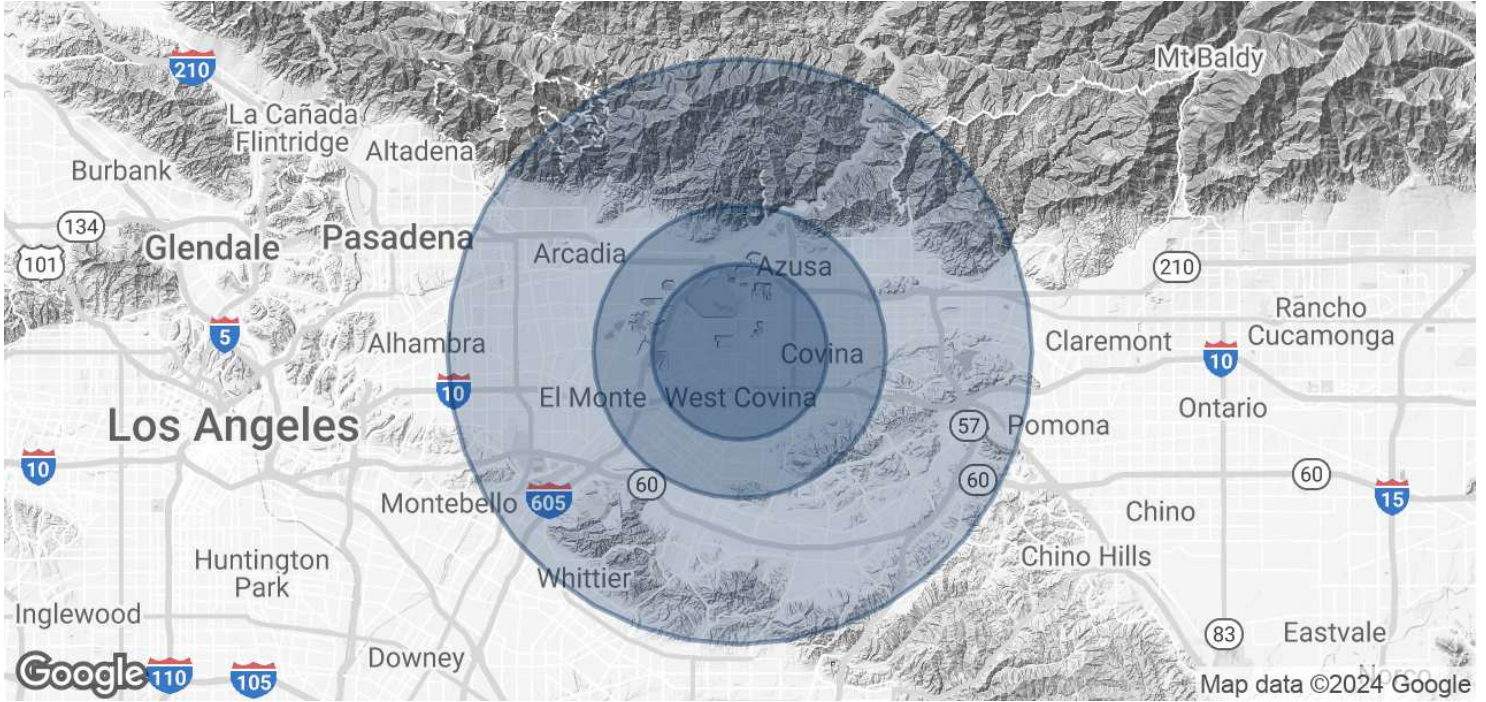 Mt Baldy
210
La Cañada
Flintridge
Altadena
Burbank
134
Glendale
Pasadena
Arcadia
101
Azusa
210
Rancho
Cucamonga
5
Alhambra
Covina
Claremont
10
10
El Monte
West Covina
Ontario
Los Angeles
57
Pomona
10
60
60
60
Montebello
605
15
Chino
Huntington
Park
Whittier
Chino Hills
Inglewood
83
Eastvale
Downey
Google
110
105
Norco
Map data ©2024 Google